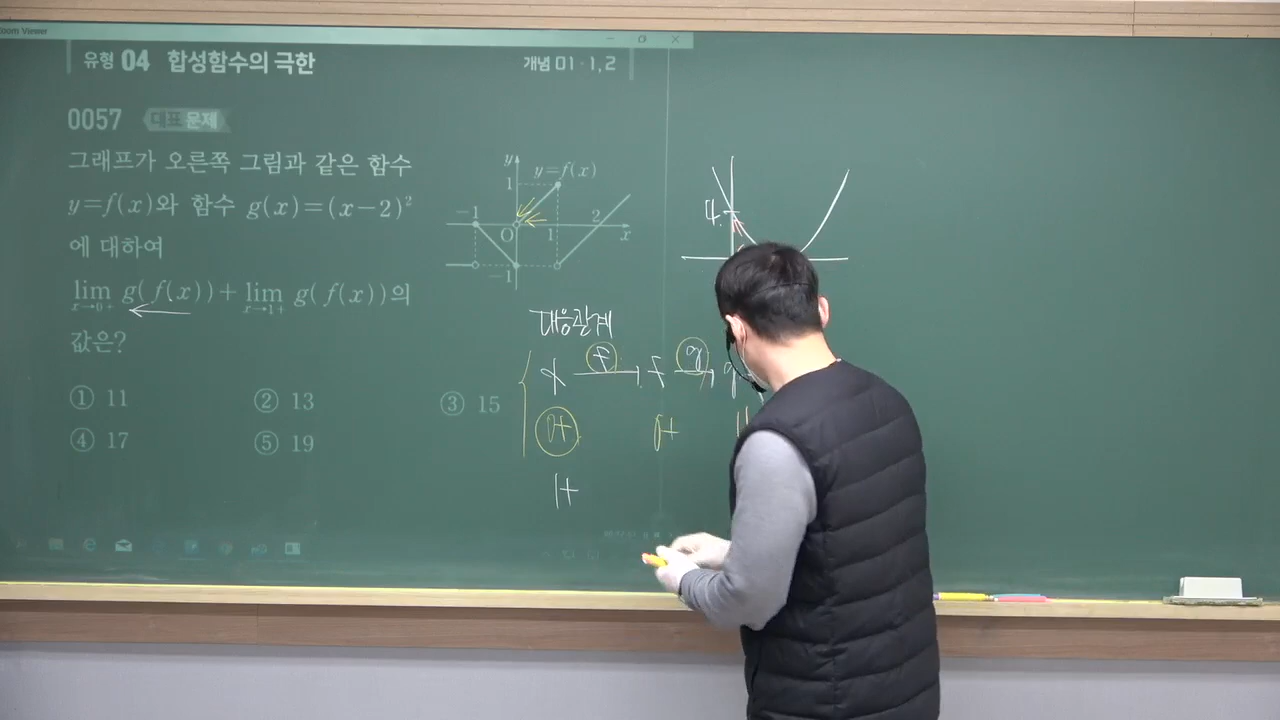 Zoom Viewer
유형 04 합성함수의 극한
개념 01·1, 2
0057 대표 문제
그래프가 오른쪽 그림과 같은 함수
y=f(x)와 함수 g(x)=(x-2)²
에 대하여
lim x→0+ g(f(x))+lim x→1+ g(f(x))의
값은?
① 11 ② 13 ③ 15
④ 17 ⑤ 19
y
1
y=f(x)
-1
O
1
2
x
-1
4
대응관계
x f f g g
0+ 0+
1+